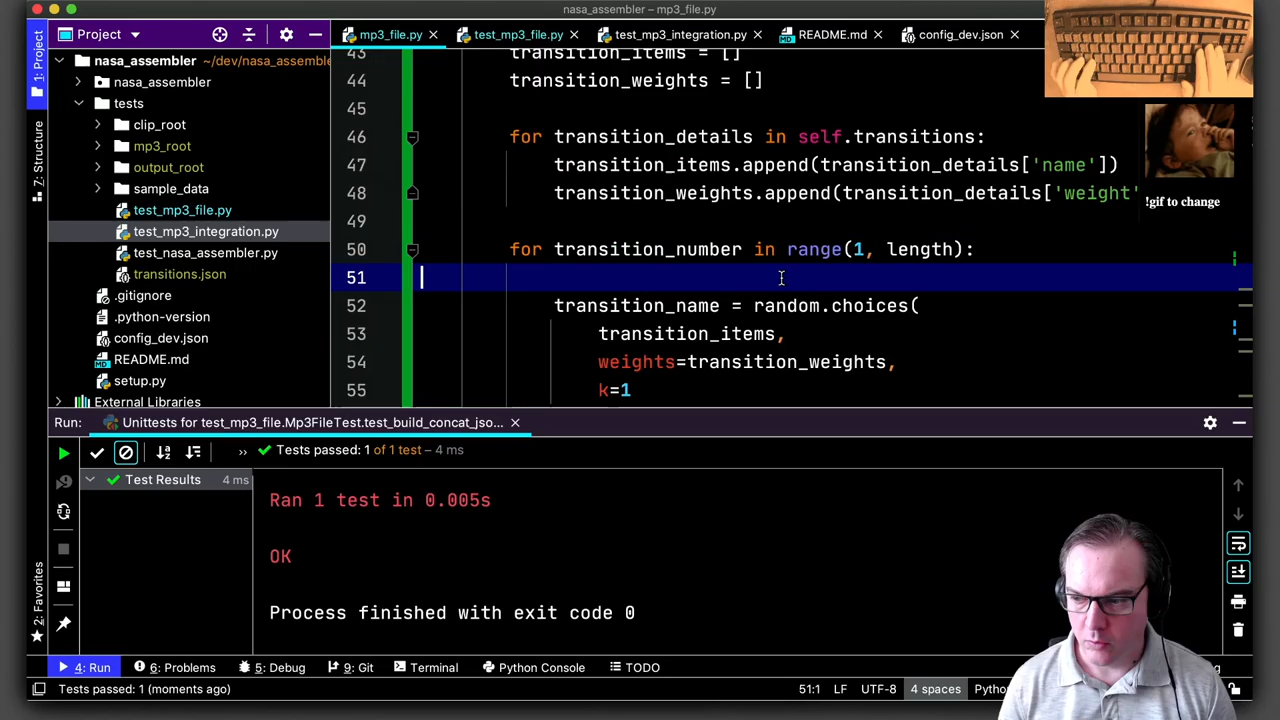 nasa_assembler – mp3_file.py
Project
mp3_file.py
test_mp3_file.py
test_mp3_integration.py
README.md
config_dev.json
1: Project
7: Structure
2: Favorites
nasa_assembler ~/dev/nasa_assemble
nasa_assembler
tests
clip_root
mp3_root
output_root
sample_data
test_mp3_file.py
test_mp3_integration.py
test_nasa_assembler.py
transitions.json
.gitignore
.python-version
config_dev.json
README.md
setup.py
External Libraries
43 transition_items = []
44 transition_weights = []
45
46 for transition_details in self.transitions:
47 transition_items.append(transition_details['name'])
48 transition_weights.append(transition_details['weight'
49
50 for transition_number in range(1, length):
51
52 transition_name = random.choices(
53 transition_items,
54 weights=transition_weights,
55 k=1
!gif to change
Run: Unittests for test_mp3_file.Mp3FileTest.test_build_concat_jso...
Tests passed: 1 of 1 test – 4 ms
Test Results 4 ms
Ran 1 test in 0.005s
OK
Process finished with exit code 0
4: Run
6: Problems
5: Debug
9: Git
Terminal
Python Console
TODO
Tests passed: 1 (moments ago)
51:1 LF UTF-8 4 spaces